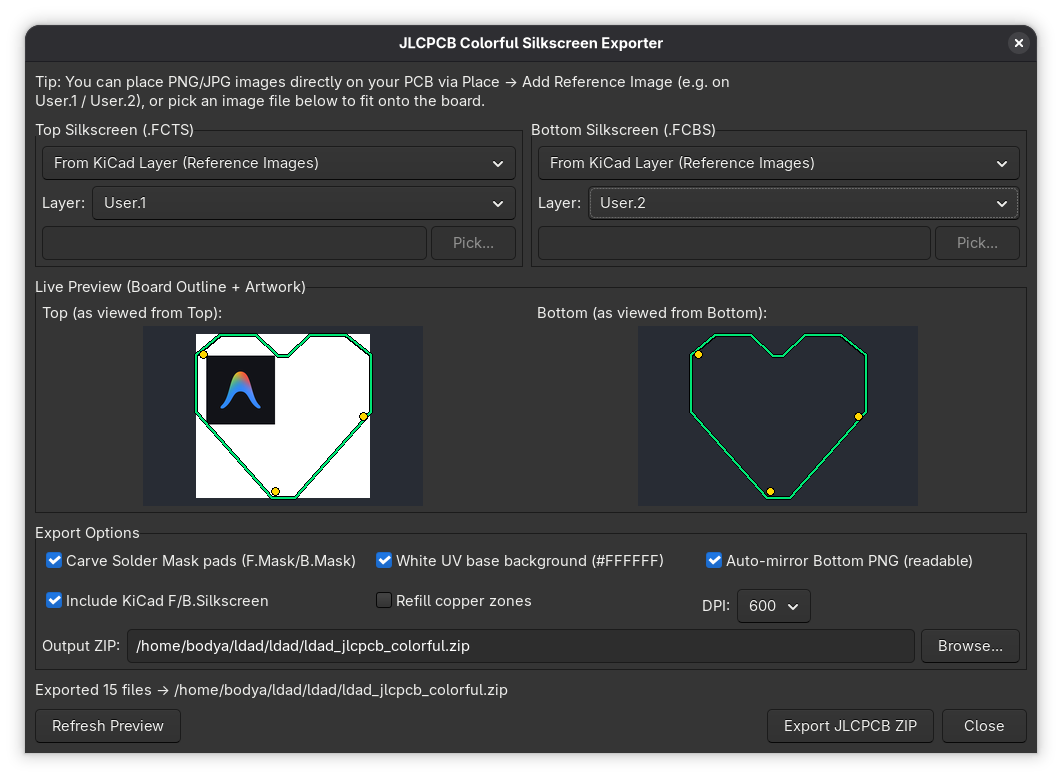 JLCPCB Colorful Silkscreen Exporter
Tip: You can place PNG/JPG images directly on your PCB via Place → Add Reference Image (e.g. on
User.1 / User.2), or pick an image file below to fit onto the board.
Top Silkscreen (.FCTS)
From KiCad Layer (Reference Images)
Layer: User.1
Pick...
Bottom Silkscreen (.FCBS)
From KiCad Layer (Reference Images)
Layer: User.2
Pick...
Live Preview (Board Outline + Artwork)
Top (as viewed from Top):
Bottom (as viewed from Bottom):
Export Options
Carve Solder Mask pads (F.Mask/B.Mask)
White UV base background (#FFFFFF)
Auto-mirror Bottom PNG (readable)
Include KiCad F/B.Silkscreen
Refill copper zones
DPI: 600
Output ZIP: /home/bodya/ldad/ldad/ldad_jlcpcb_colorful.zip
Browse...
Exported 15 files → /home/bodya/ldad/ldad/ldad_jlcpcb_colorful.zip
Refresh Preview
Export JLCPCB ZIP
Close